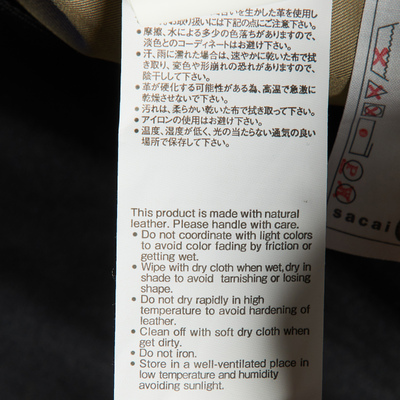 合いを生かした革を使用し
お取り扱いには下記の点にご注意下さい。
• 摩擦、水による多少の色落ちがありますので、
淡色とのコーディネートはお避け下さい。
• 汗、雨に濡れた場合は、速やかに乾いた布で拭
き取り、変色や形崩れの恐れがありますので、
陰干しして下さい。
• 革が硬化する可能性がある為、高温で急激に
乾燥させないで下さい。
• 汚れは、柔らかい乾いた布で拭き取って下さい。
• アイロンの使用はお避け下さい。
• 温度、湿度が低く、光の当たらない通気の良い
場所で保存して下さい。
This product is made with natural
leather. Please handle with care.
• Do not coordinate with light colors
to avoid color fading by friction or
getting wet.
• Wipe with dry cloth when wet, dry in
shade to avoid tarnishing or losing
shape.
• Do not dry rapidly in high
temperature to avoid hardening of
leather.
• Clean off with soft dry cloth when
get dirty.
• Do not iron.
• Store in a well-ventilated place in
low temperature and humidity
avoiding sunlight.
sacai